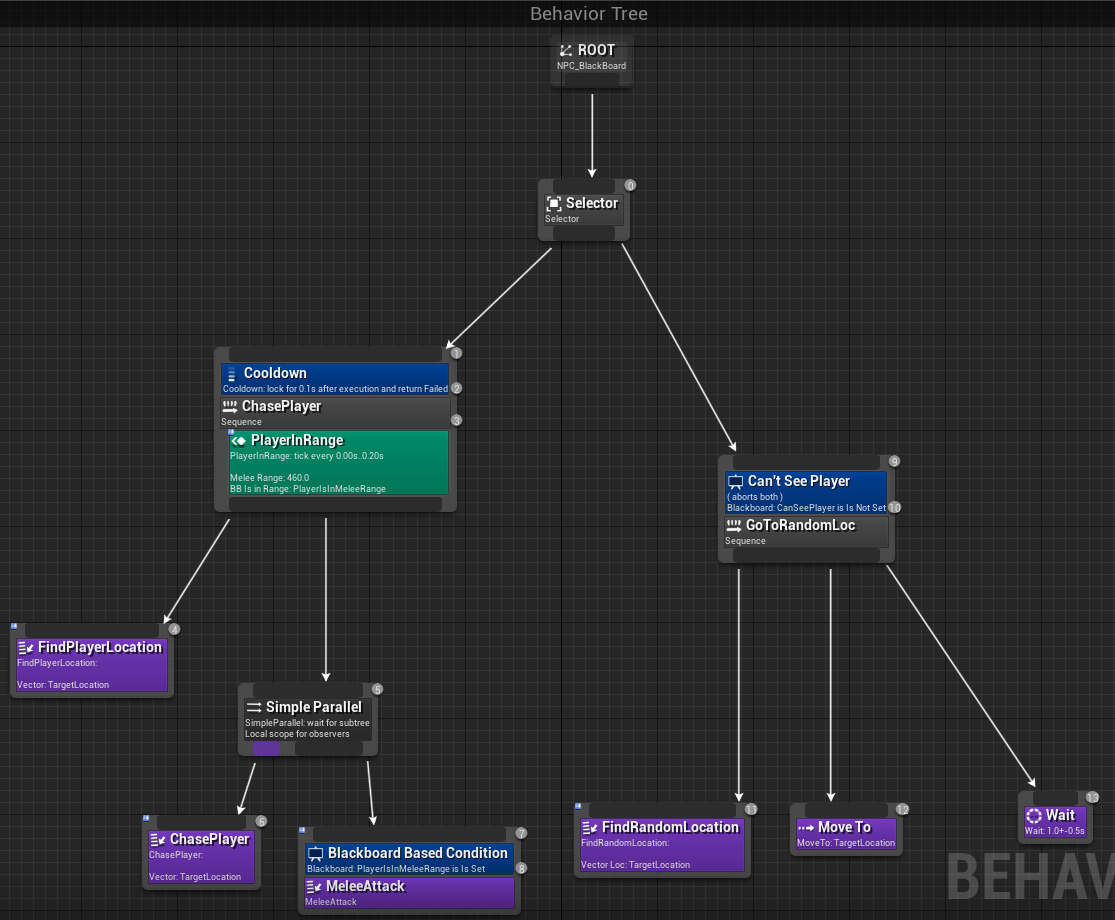 Behavior Tree
ROOT
NPC_BlackBoard
0
Selector
Selector
1
Cooldown
Cooldown: lock for 0.1s after execution and return Failed
2
ChasePlayer
Sequence
3
PlayerInRange
PlayerInRange: tick every 0.00s..0.20s
Melee Range: 460.0
BB Is in Range: PlayerIsInMeleeRange
9
Can't See Player
( aborts both )
Blackboard: CanSeePlayer is Is Not Set
10
GoToRandomLoc
Sequence
4
FindPlayerLocation
FindPlayerLocation:
Vector: TargetLocation
5
Simple Parallel
SimpleParallel: wait for subtree
Local scope for observers
6
ChasePlayer
ChasePlayer:
Vector: TargetLocation
7
Blackboard Based Condition
Blackboard: PlayerIsInMeleeRange is Is Set
8
MeleeAttack
MeleeAttack
11
FindRandomLocation
FindRandomLocation:
Vector Loc: TargetLocation
12
Move To
MoveTo: TargetLocation
13
Wait
Wait: 1.0+-0.5s
BEHAV